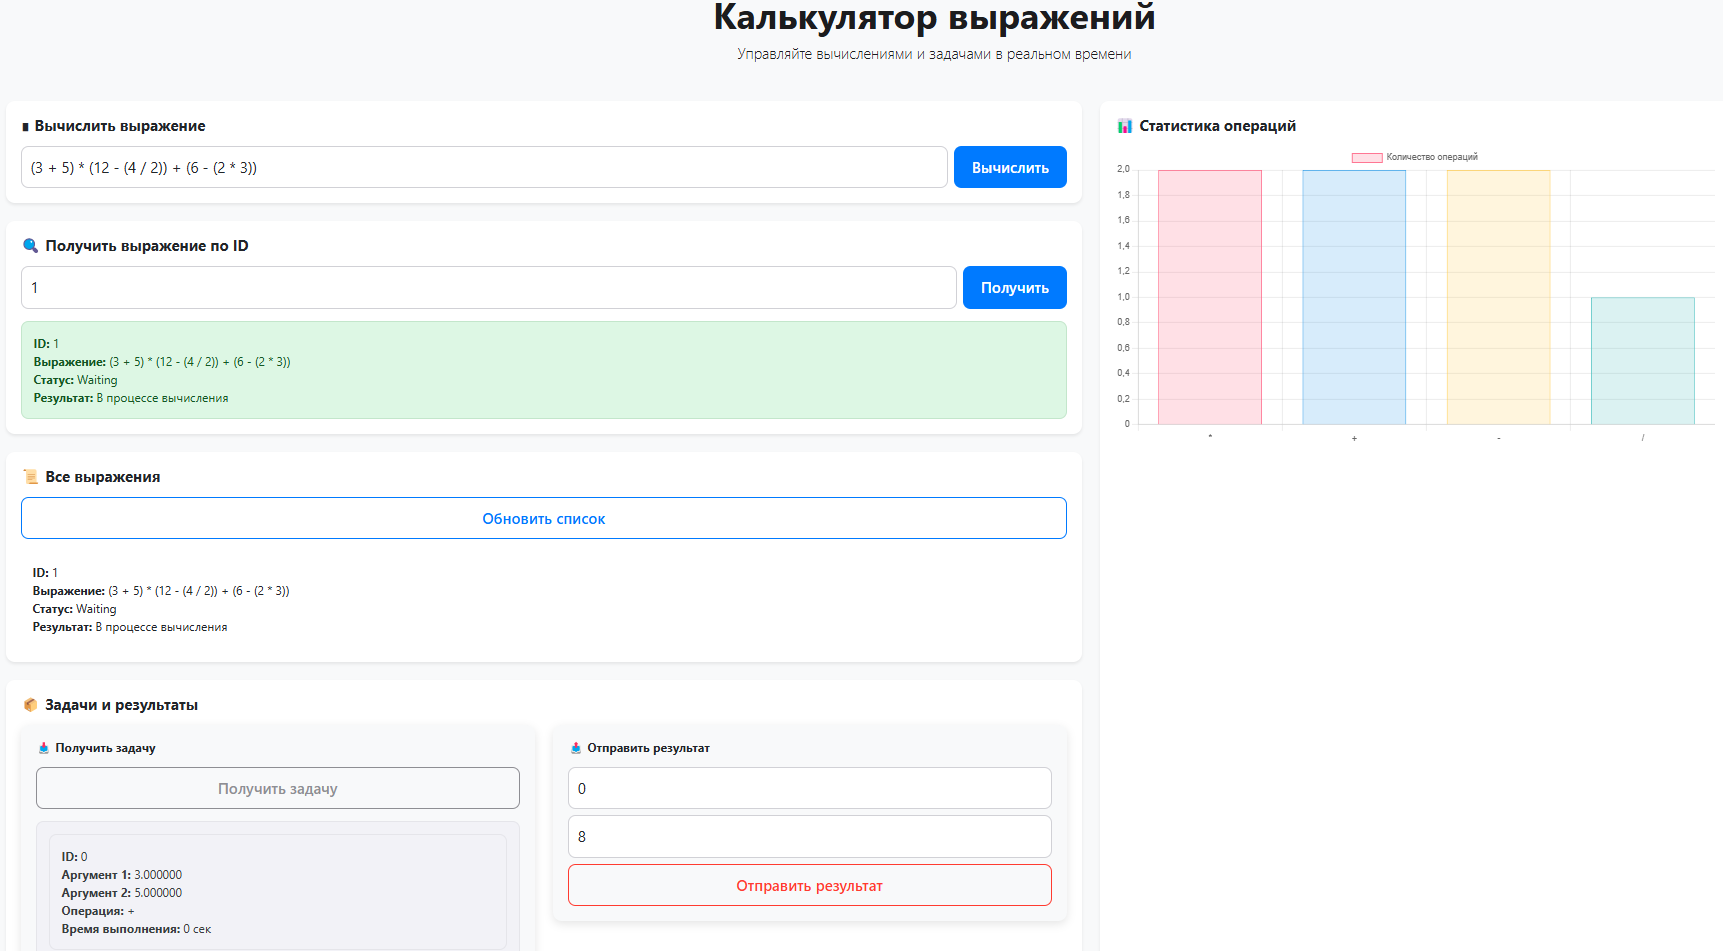 Калькулятор выражений
Управляйте вычислениями и задачами в реальном времени
Вычислить выражение
(3 + 5) * (12 - (4 / 2)) + (6 - (2 * 3))
Вычислить
Получить выражение по ID
1
Получить
ID: 1
Выражение: (3 + 5) * (12 - (4 / 2)) + (6 - (2 * 3))
Статус: Waiting
Результат: В процессе вычисления
Все выражения
Обновить список
ID: 1
Выражение: (3 + 5) * (12 - (4 / 2)) + (6 - (2 * 3))
Статус: Waiting
Результат: В процессе вычисления
Задачи и результаты
Получить задачу
Получить задачу
ID: 0
Аргумент 1: 3.000000
Аргумент 2: 5.000000
Операция: +
Время выполнения: 0 сек
Отправить результат
0
8
Отправить результат
Статистика операций
Количество операций
2,0
1,8
1,6
1,4
1,2
1,0
0,8
0,6
0,4
0,2
0
* + - /